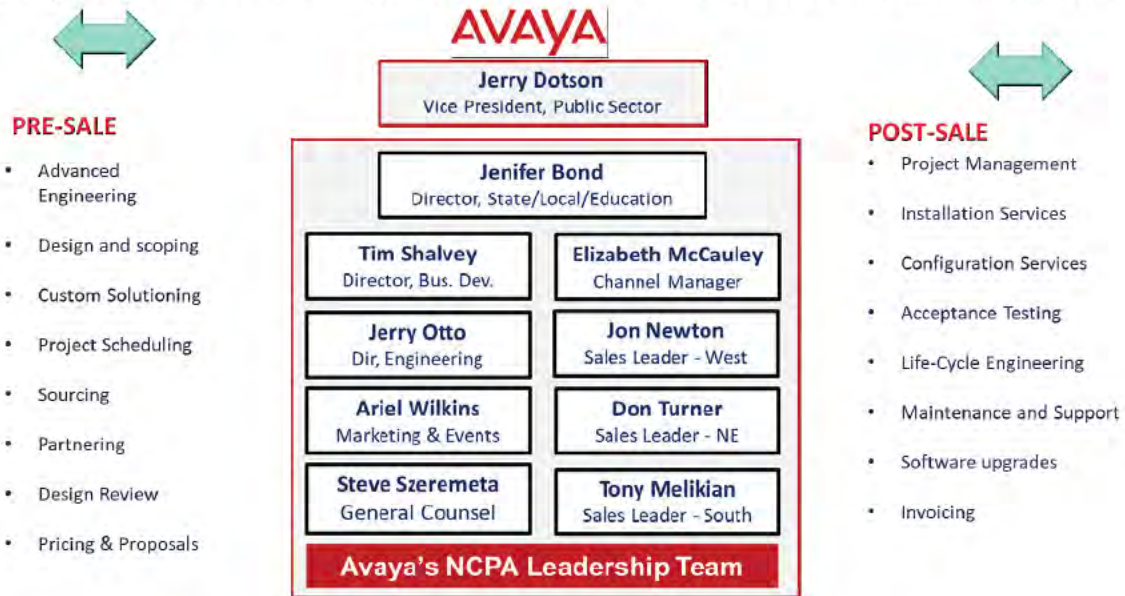 AVAYA
Jerry Dotson
Vice President, Public Sector
PRE-SALE
• Advanced
Engineering
• Design and scoping
• Custom Solutioning
• Project Scheduling
• Sourcing
• Partnering
• Design Review
• Pricing & Proposals
Jenifer Bond
Director, State/Local/Education
Tim Shalvey
Director, Bus. Dev.
Elizabeth McCauley
Channel Manager
Jerry Otto
Dir, Engineering
Jon Newton
Sales Leader - West
Ariel Wilkins
Marketing & Events
Don Turner
Sales Leader - NE
Steve Szeremeta
General Counsel
Tony Melikian
Sales Leader - South
Avaya's NCPA Leadership Team
POST-SALE
• Project Management
• Installation Services
• Configuration Services
• Acceptance Testing
• Life-Cycle Engineering
• Maintenance and Support
• Software upgrades
• Invoicing